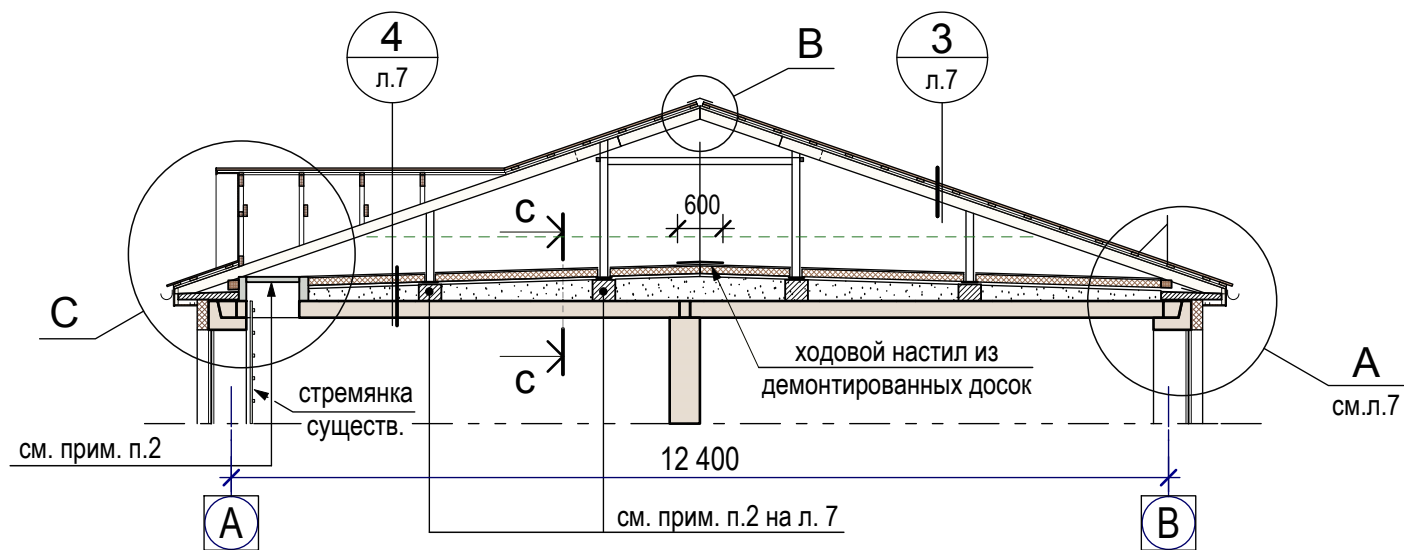 4
л.7
B
3
л.7
c
600
C
c
ходовой настил из
демонтированных досок
A
см.л.7
стремянка
существ.
см. прим. п.2
12 400
A
B
см. прим. п.2 на л. 7